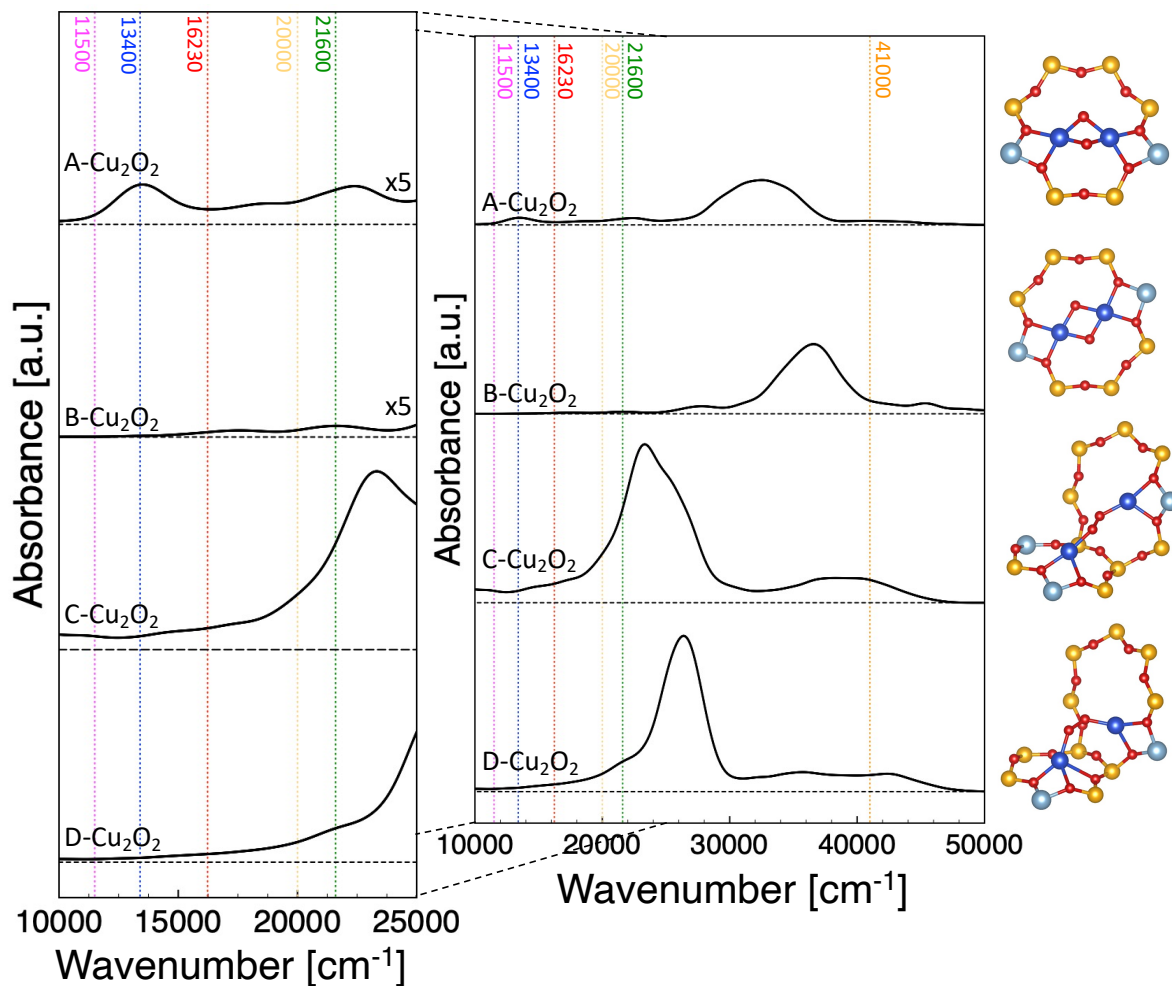 11500
13400
16230
20000
21600
A-Cu₂O₂
x5
B-Cu₂O₂
x5
C-Cu₂O₂
D-Cu₂O₂
Absorbance [a.u.]
10000 15000 20000 25000
Wavenumber [cm⁻¹]
11500
13400
16230
20000
21600
41000
A-Cu₂O₂
B-Cu₂O₂
C-Cu₂O₂
D-Cu₂O₂
Absorbance [a.u.]
10000 20000 30000 40000 50000
Wavenumber [cm⁻¹]